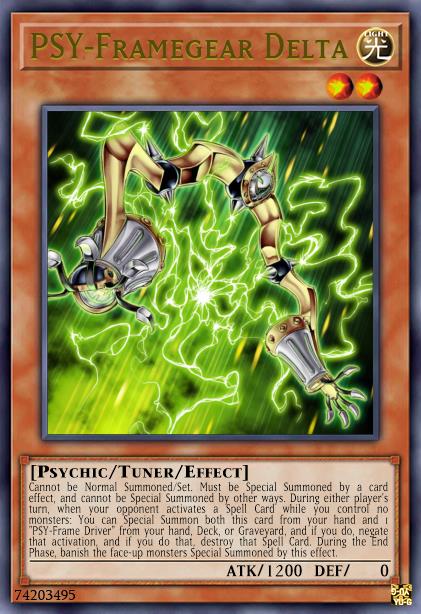 PSY-Framegear Delta
LIGHT
光
[Psychic/Tuner/Effect]
Cannot be Normal Summoned/Set. Must be Special Summoned by a card
effect, and cannot be Special Summoned by other ways. During either player's
turn, when your opponent activates a Spell Card while you control no
monsters: You can Special Summon both this card from your hand and 1
"PSY-Frame Driver" from your hand, Deck, or Graveyard, and if you do, negate
that activation, and if you do that, destroy that Spell Card. During the End
Phase, banish the face-up monsters Special Summoned by this effect.
ATK/1200 DEF/ 0
74203495